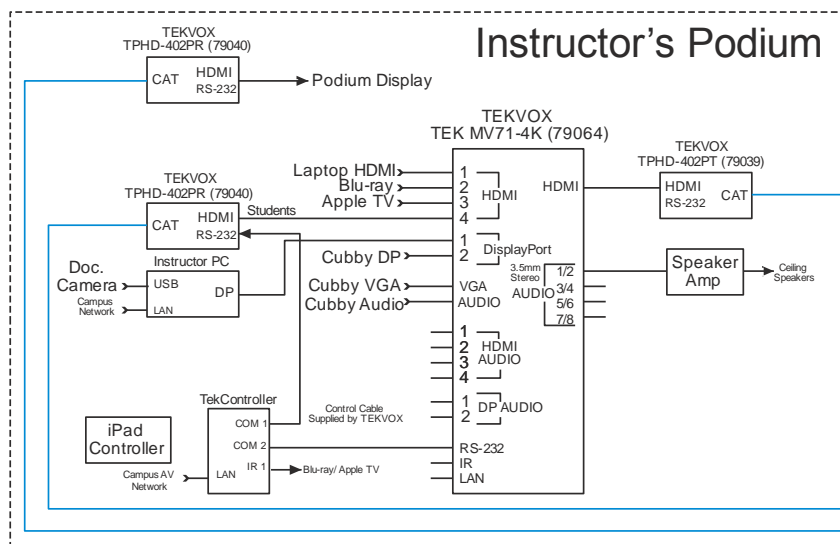 Instructor's Podium
TEKVOX
TPHD-402PR (79040)
CAT
HDMI
RS-232
Podium Display
TEKVOX
TEK MV71-4K (79064)
TEKVOX
TPHD-402PT (79039)
HDMI
RS-232
CAT
TEKVOX
TPHD-402PR (79040)
CAT
HDMI
RS-232
Students
Laptop HDMI
Blu-ray
Apple TV
1
2
3
4
HDMI
HDMI
1
2
DisplayPort
Cubby DP
Cubby VGA
Cubby Audio
VGA
AUDIO
3.5mm
Stereo
AUDIO
1/2
3/4
5/6
7/8
Speaker
Amp
Ceiling
Speakers
Instructor PC
Doc.
Camera
USB
DP
Campus
Network
LAN
1
2
3
4
HDMI
AUDIO
1
2
DP AUDIO
RS-232
IR
LAN
TekController
COM 1
COM 2
IR 1
LAN
Control Cable
Supplied by TEKVOX
iPad
Controller
Campus AV
Network
Blu-ray/ Apple TV